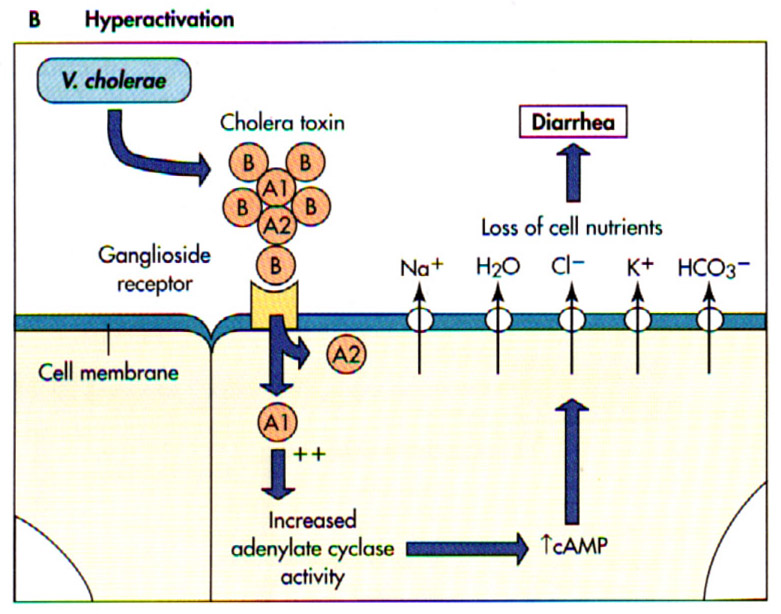 B Hyperactivation
V. cholerae
Cholera toxin
B
B
A1
B
B
A2
B
Diarrhea
Loss of cell nutrients
Ganglioside
receptor
Na+ H2O Cl– K+ HCO3–
Cell membrane
A2
A1
++
Increased
adenylate cyclase
activity
↑cAMP